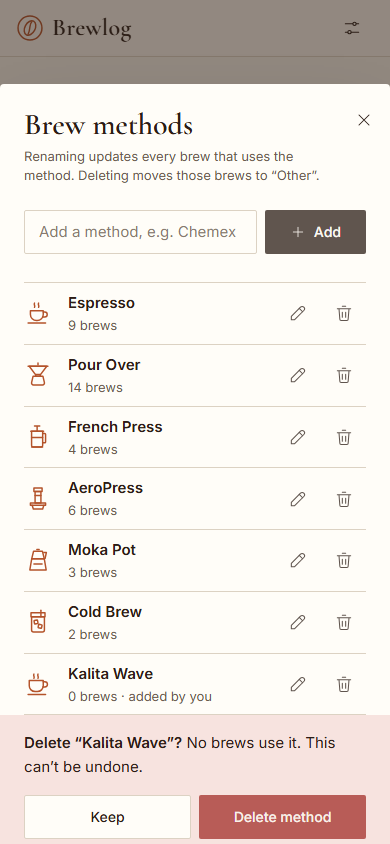 Brewlog
Brew methods
Renaming updates every brew that uses the
method. Deleting moves those brews to “Other”.
Add a method, e.g. Chemex
Add
Espresso
9 brews
Pour Over
14 brews
French Press
4 brews
AeroPress
6 brews
Moka Pot
3 brews
Cold Brew
2 brews
Kalita Wave
0 brews · added by you
Delete “Kalita Wave”? No brews use it. This
can’t be undone.
Keep
Delete method